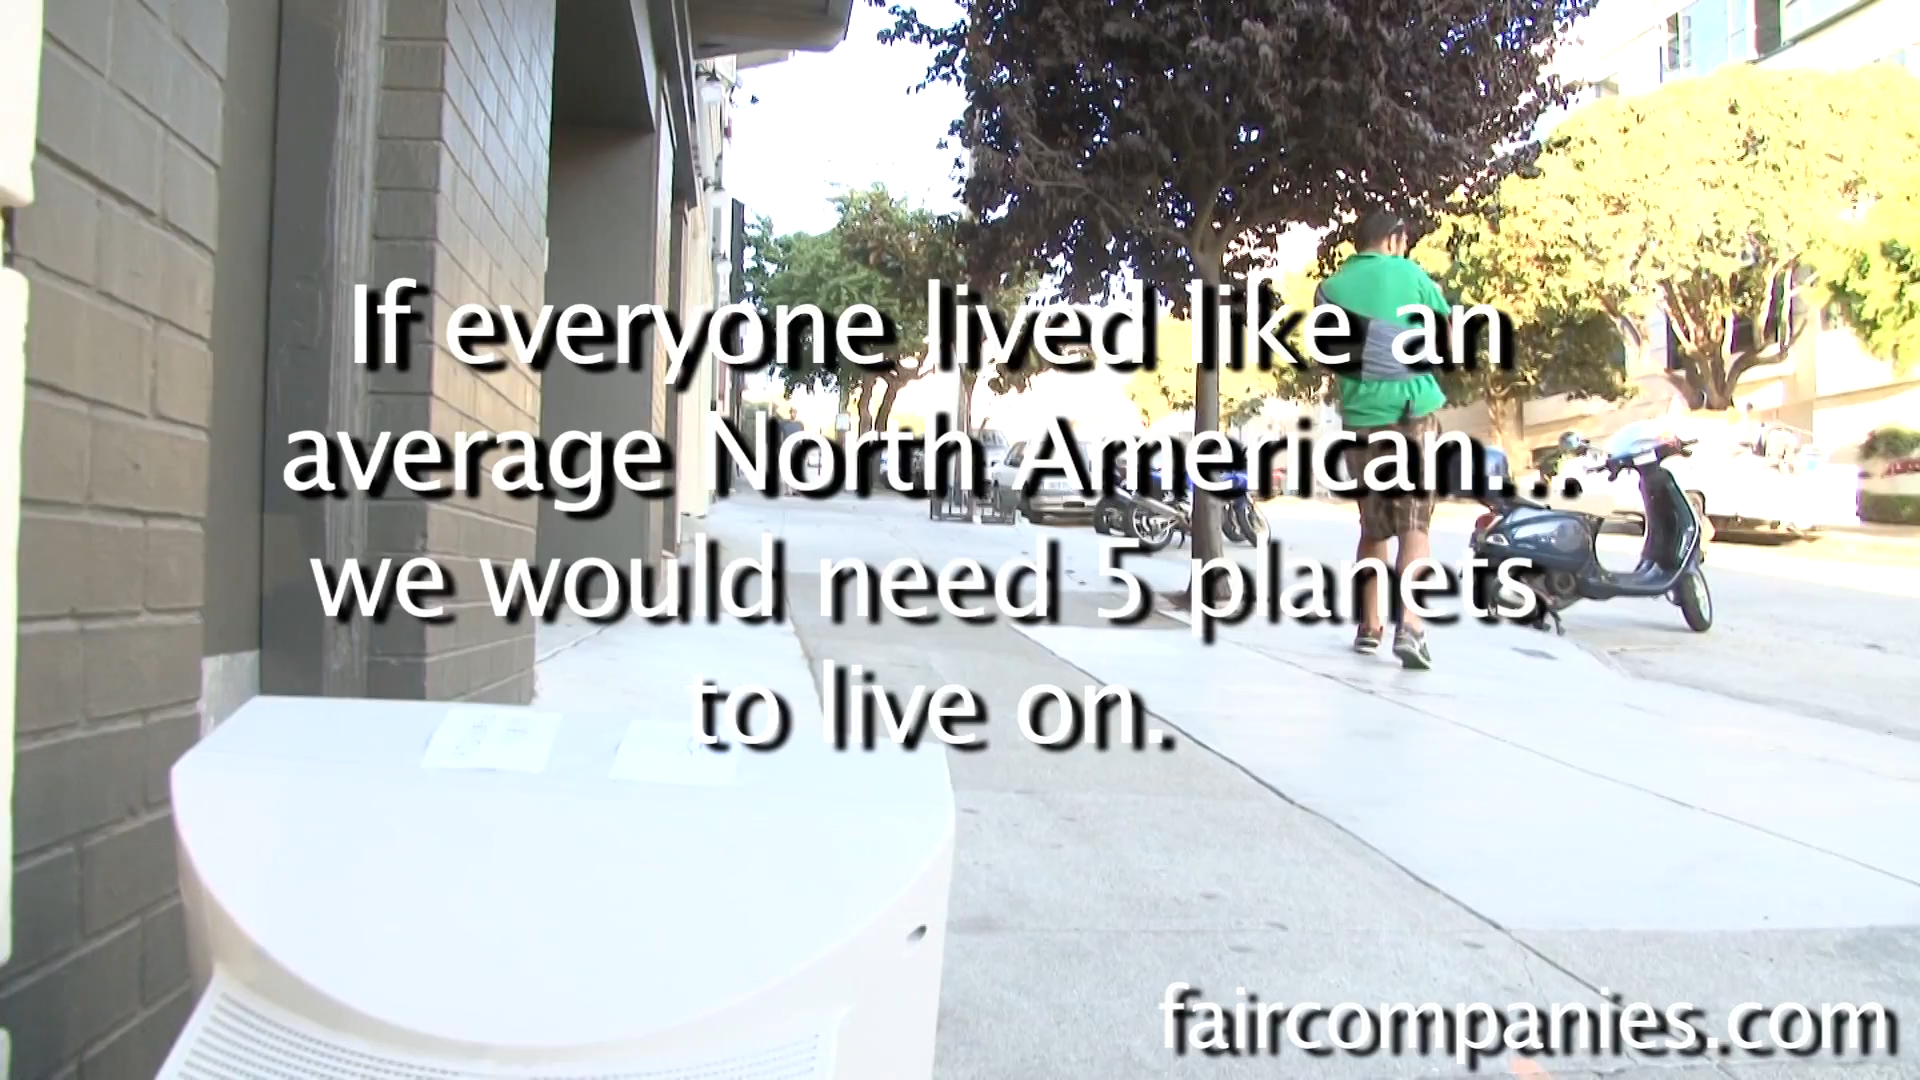 If everyone lived like an
average North American...
we would need 5 planets
to live on.
faircompanies.com